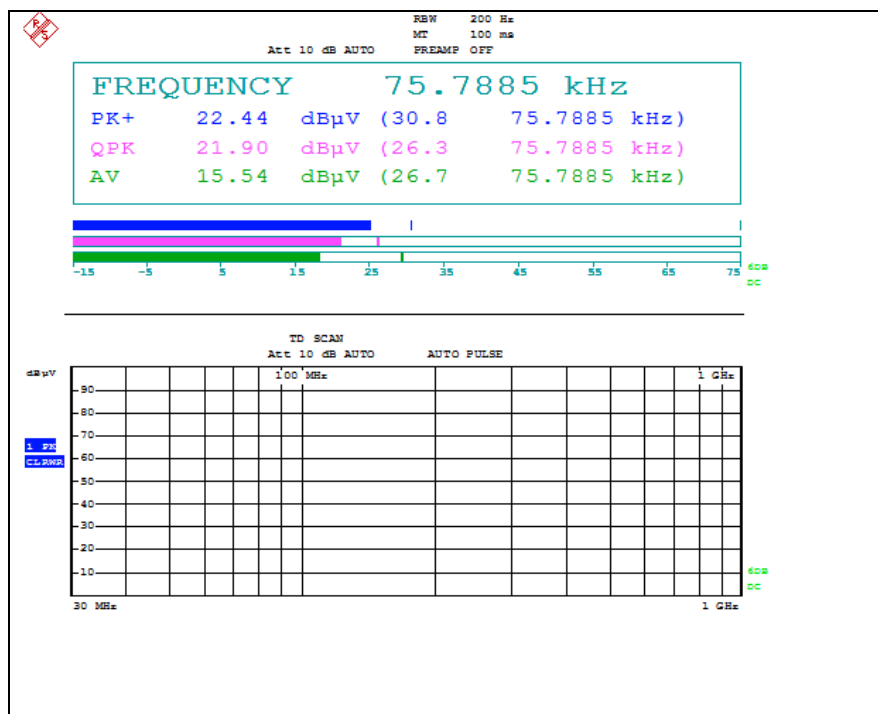 R
S
RBW 200 Hz
MT 100 ms
Att 10 dB AUTO PREAMP OFF
FREQUENCY 75.7885 kHz
PK+ 22.44 dBµV (30.8 75.7885 kHz)
QPK 21.90 dBµV (26.3 75.7885 kHz)
AV 15.54 dBµV (26.7 75.7885 kHz)
-15 -5 5 15 25 35 45 55 65 75
6DB
DC
TD SCAN
Att 10 dB AUTO AUTO PULSE
dBµV
100 MHz 1 GHz
90
80
70
1 PK
CLRWR
60
50
40
30
20
10
6DB
DC
30 MHz 1 GHz